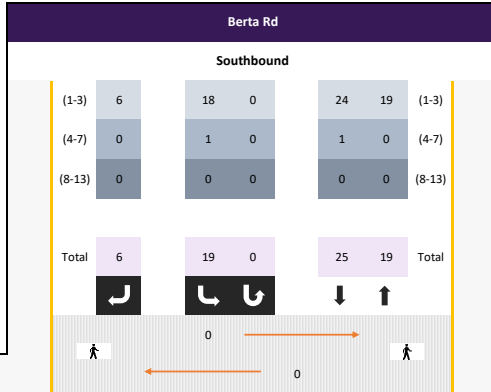 Berta Rd
Southbound
(1-3) 6 18 0 24 19 (1-3)
(4-7) 0 1 0 1 0 (4-7)
(8-13) 0 0 0 0 0 (8-13)
Total 6 19 0 25 19 Total
0
0